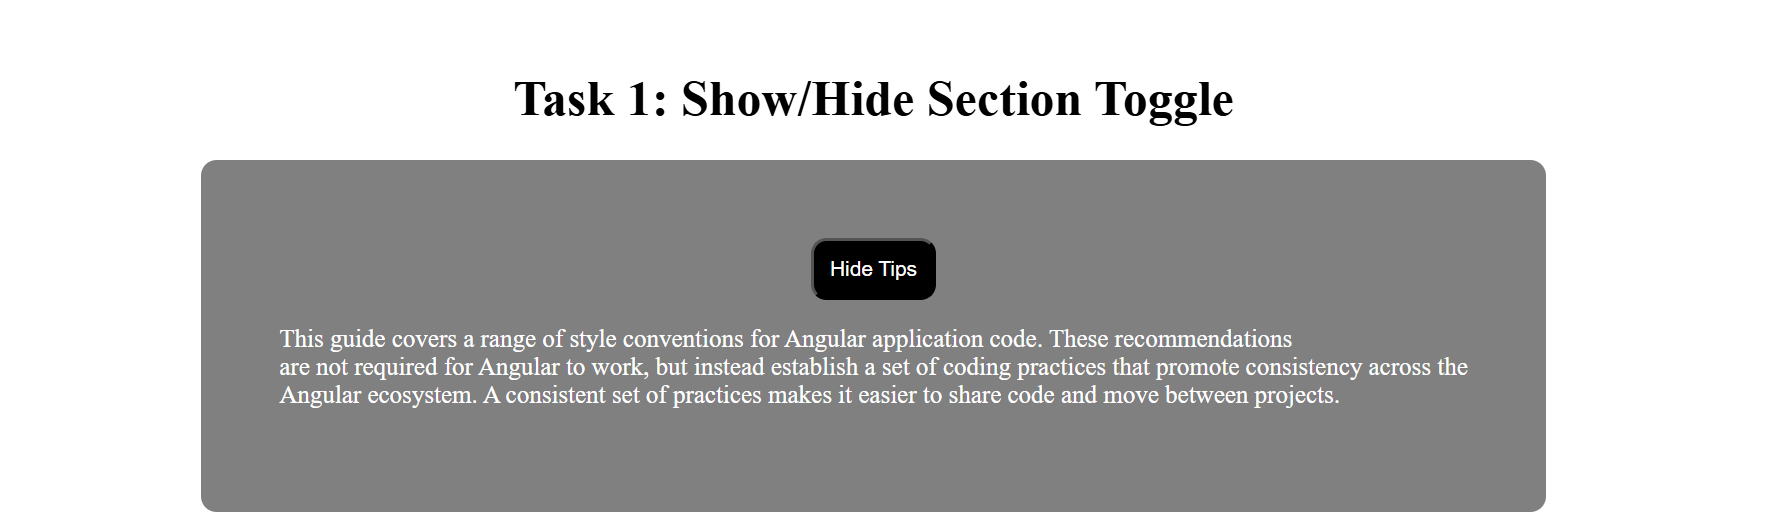 Task 1: Show/Hide Section Toggle
Hide Tips
This guide covers a range of style conventions for Angular application code. These recommendations
are not required for Angular to work, but instead establish a set of coding practices that promote consistency across the
Angular ecosystem. A consistent set of practices makes it easier to share code and move between projects.